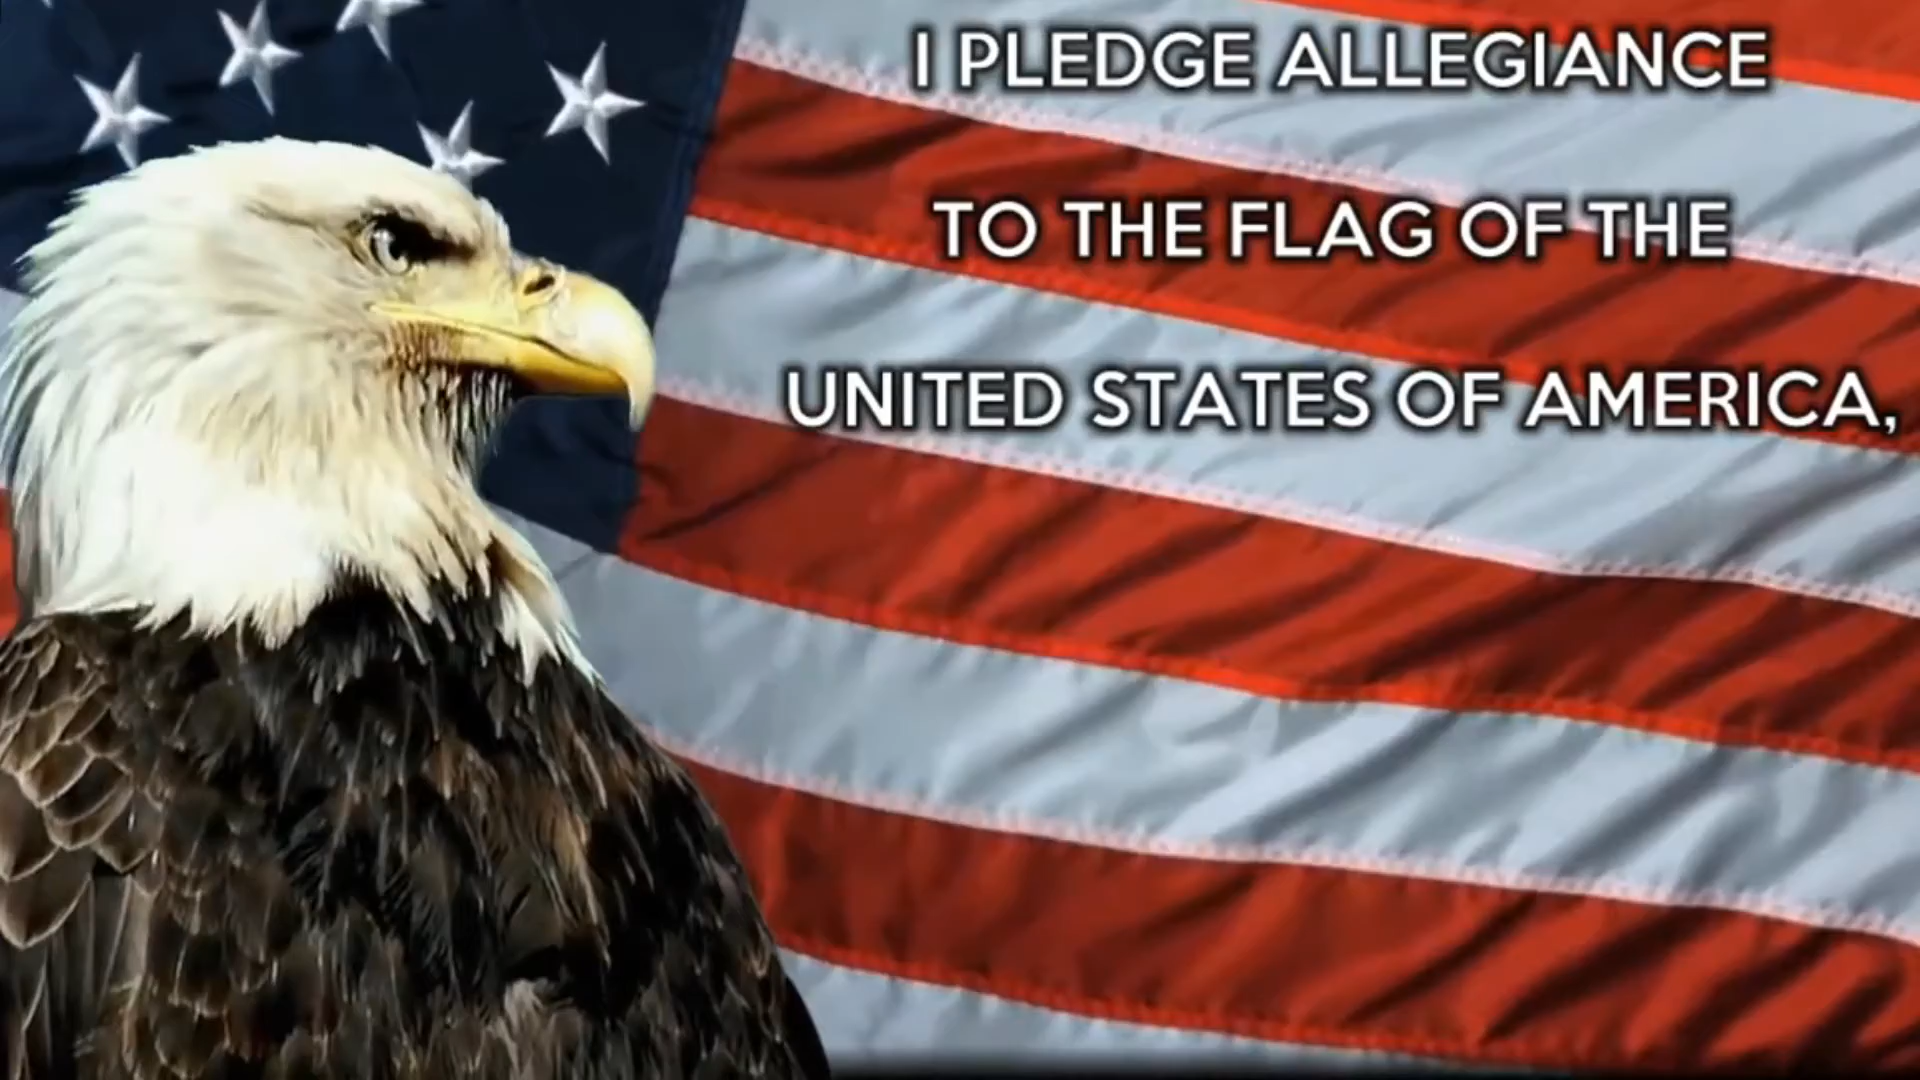 I PLEDGE ALLEGIANCE
TO THE FLAG OF THE
UNITED STATES OF AMERICA,